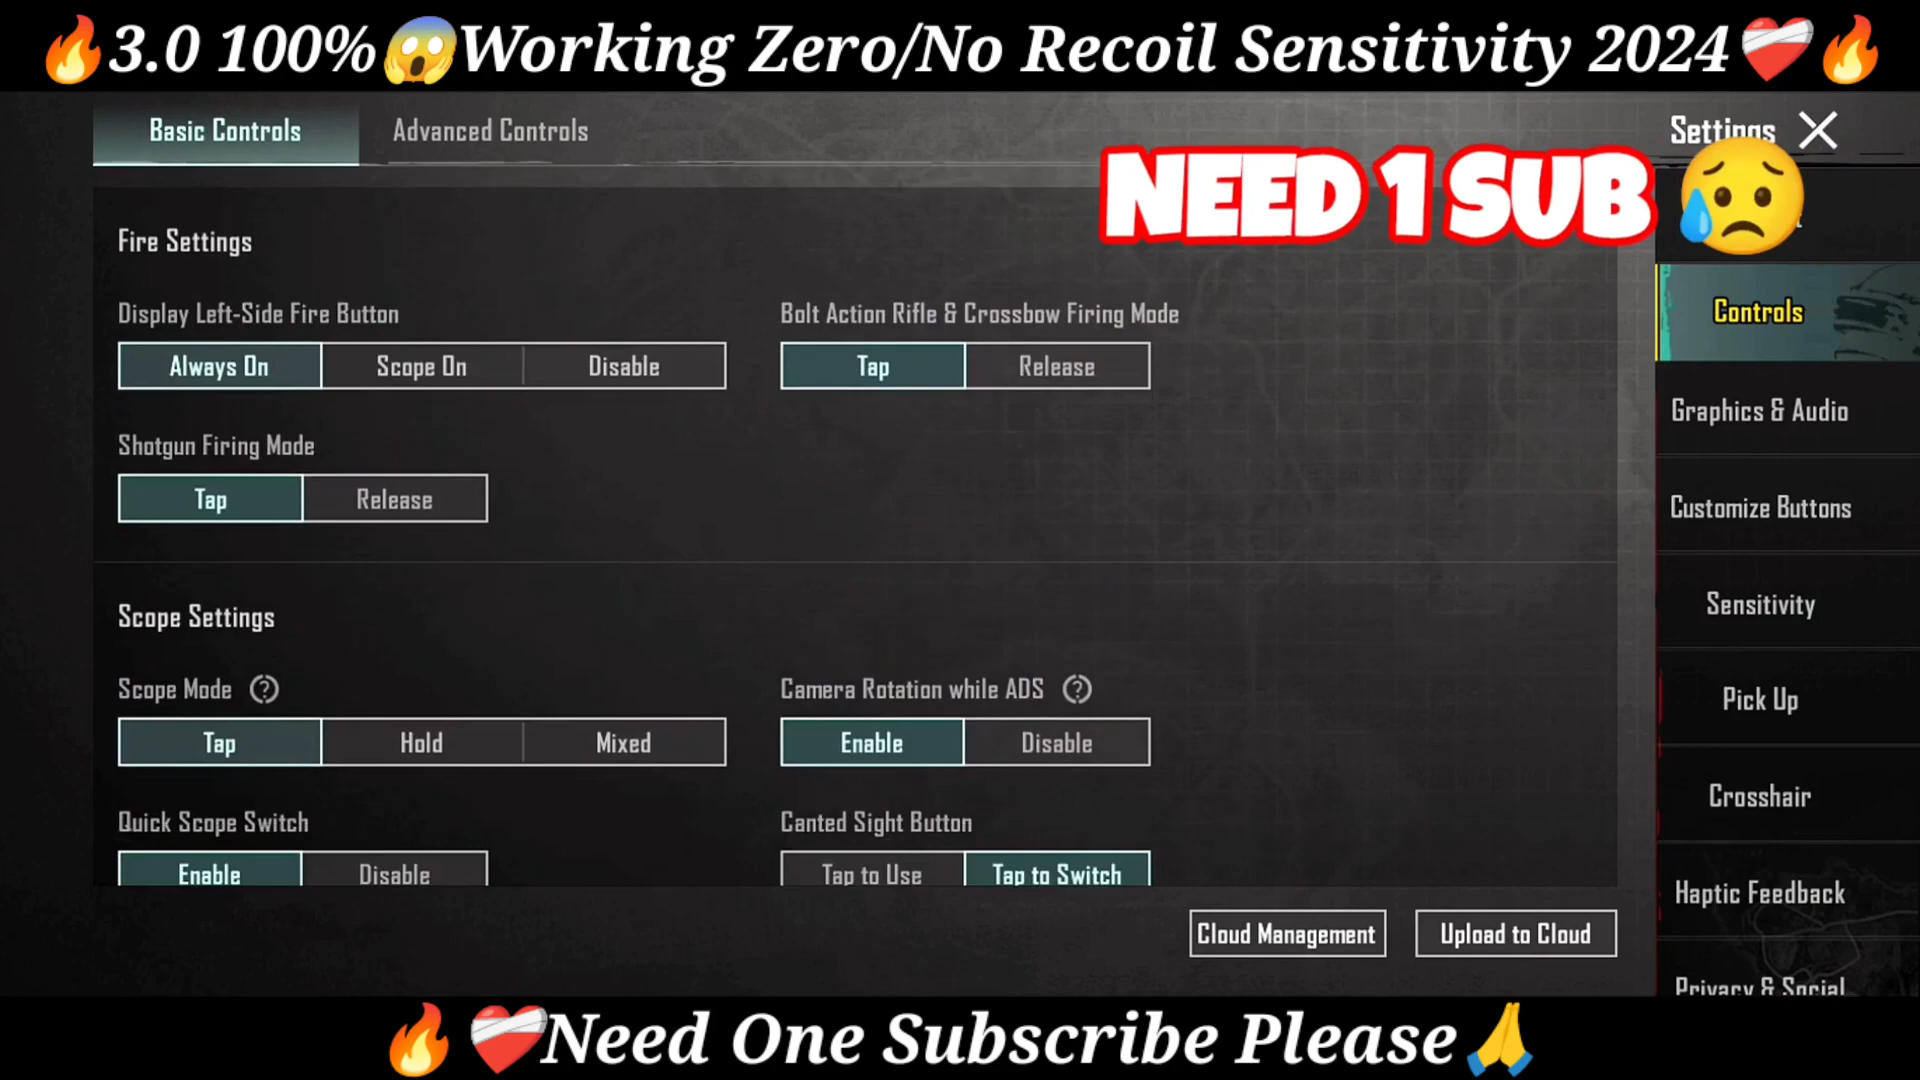 🔥3.0 100%😱Working Zero/No Recoil Sensitivity 2024❤️‍🩹🔥
Basic Controls
Advanced Controls
Settings
NEED 1 SUB 😥
Fire Settings
Display Left-Side Fire Button
Always On
Scope On
Disable
Bolt Action Rifle & Crossbow Firing Mode
Tap
Release
Shotgun Firing Mode
Tap
Release
Scope Settings
Scope Mode ?
Tap
Hold
Mixed
Camera Rotation while ADS ?
Enable
Disable
Quick Scope Switch
Enable
Disable
Canted Sight Button
Tap to Use
Tap to Switch
Cloud Management
Upload to Cloud
Controls
Graphics & Audio
Customize Buttons
Sensitivity
Pick Up
Crosshair
Haptic Feedback
Privacy & Social
🔥❤️‍🩹Need One Subscribe Please🙏